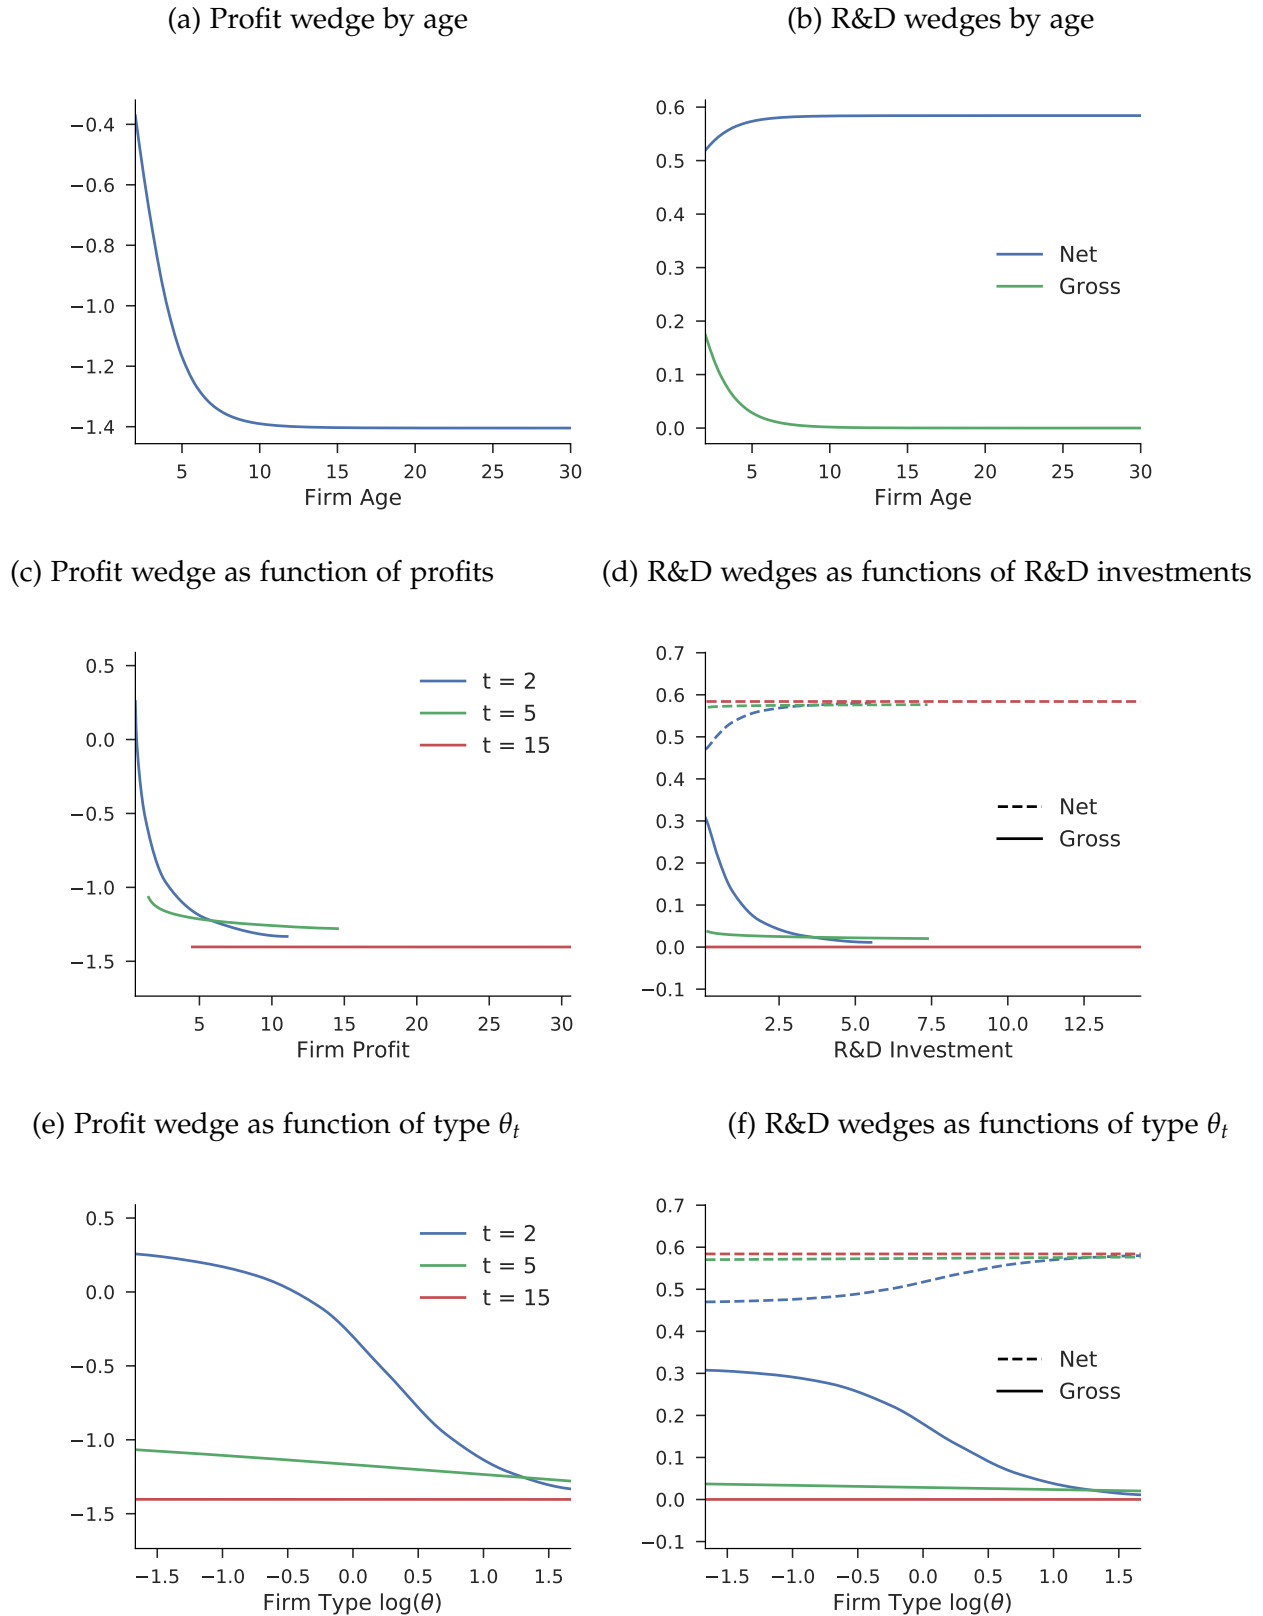 (a) Profit wedge by age
−0.4
−0.6
−0.8
−1.0
−1.2
−1.4
5 10 15 20 25 30
Firm Age
(b) R&D wedges by age
0.6
0.5
0.4
0.3
0.2
0.1
0.0
Net
Gross
5 10 15 20 25 30
Firm Age
(c) Profit wedge as function of profits
0.5
0.0
−0.5
−1.0
−1.5
t = 2
t = 5
t = 15
5 10 15 20 25 30
Firm Profit
(d) R&D wedges as functions of R&D investments
0.7
0.6
0.5
0.4
0.3
0.2
0.1
0.0
−0.1
Net
Gross
2.5 5.0 7.5 10.0 12.5
R&D Investment
(e) Profit wedge as function of type θt
0.5
0.0
−0.5
−1.0
−1.5
t = 2
t = 5
t = 15
−1.5 −1.0 −0.5 0.0 0.5 1.0 1.5
Firm Type log(θ)
(f) R&D wedges as functions of type θt
0.7
0.6
0.5
0.4
0.3
0.2
0.1
0.0
−0.1
Net
Gross
−1.5 −1.0 −0.5 0.0 0.5 1.0 1.5
Firm Type log(θ)